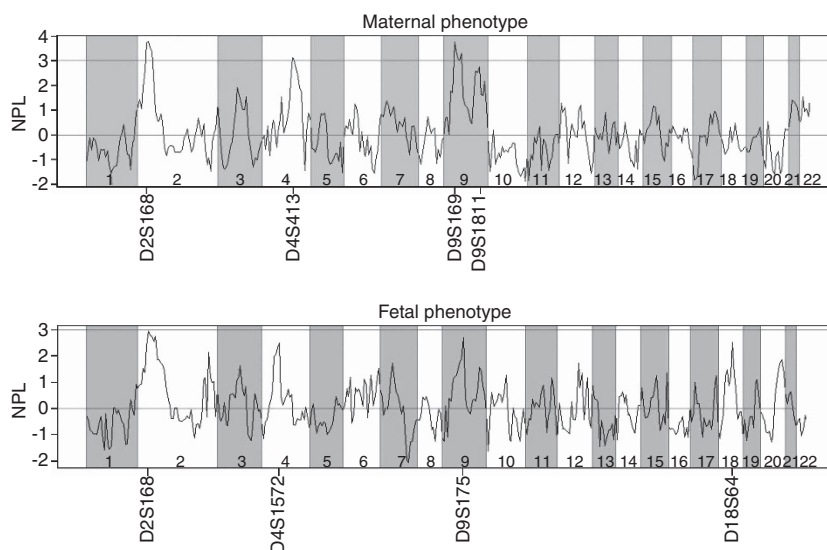 Maternal phenotype
NPL
4
3
2
1
0
-1
-2
1 2 3 4 5 6 7 8 9 10 11 12 13 14 15 16 17 18 19 20 21 22
D2S168
D4S413
D9S169
D9S1811
Fetal phenotype
NPL
3
2
1
0
-1
-2
1 2 3 4 5 6 7 8 9 10 11 12 13 14 15 16 17 18 19 20 21 22
D2S168
D4S1572
D9S175
D18S64